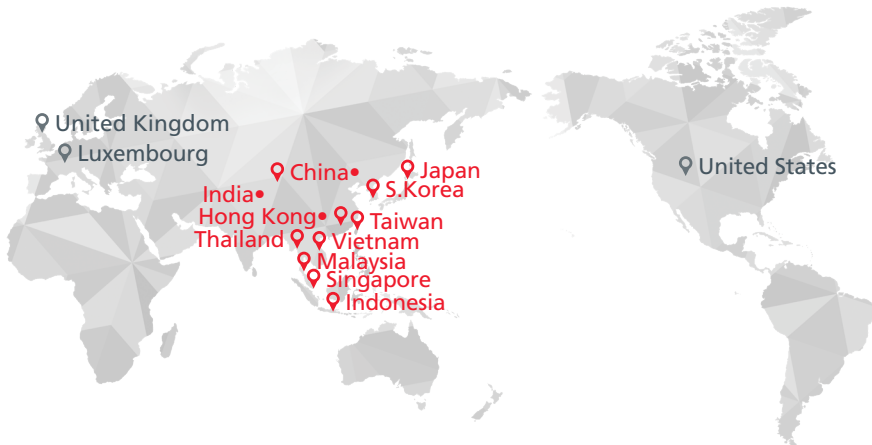 United Kingdom
Luxembourg
China
Japan
S.Korea
India
Hong Kong
Taiwan
Thailand
Vietnam
Malaysia
Singapore
Indonesia
United States